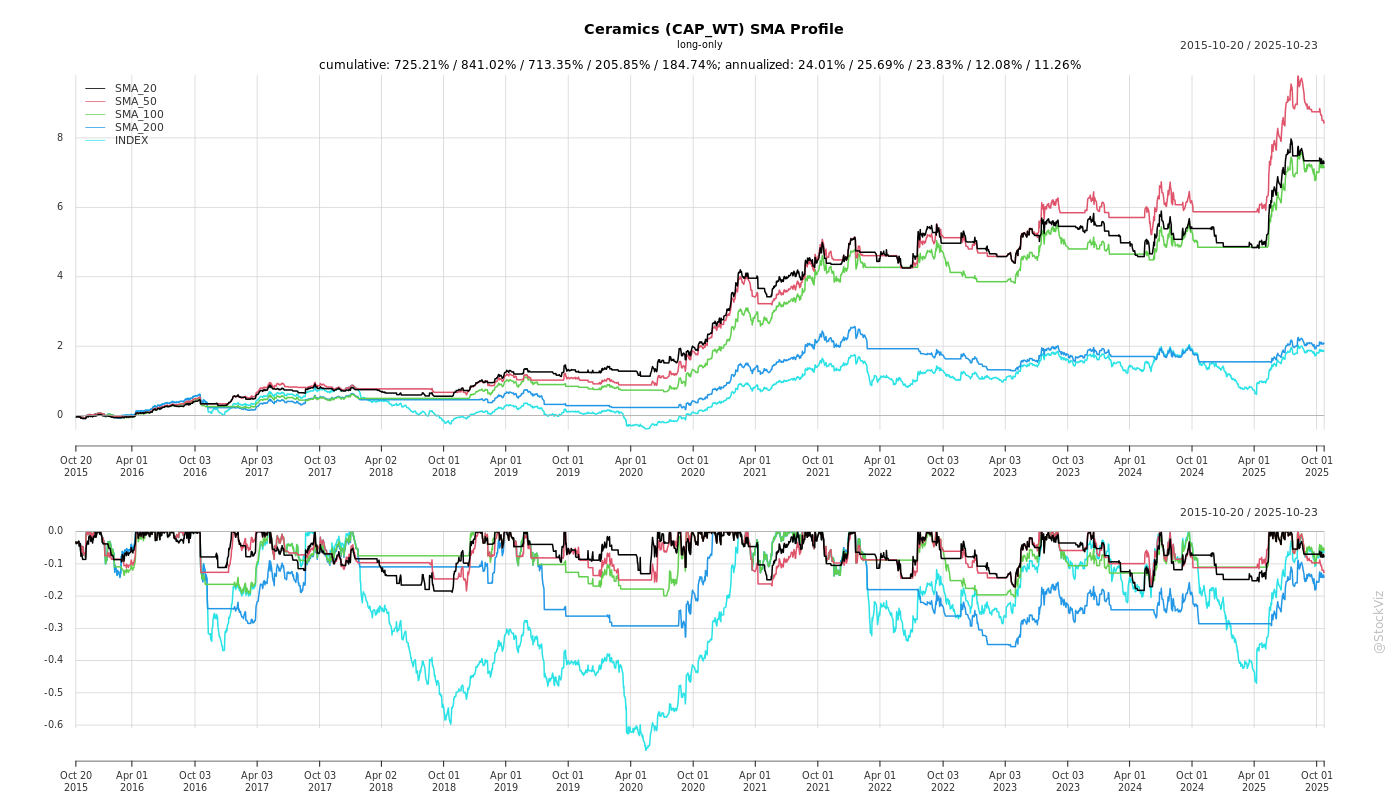 Ceramics (CAP_WT) SMA Profile
long-only
2015-10-20 / 2025-10-23
cumulative: 725.21% / 841.02% / 713.35% / 205.85% / 184.74%; annualized: 24.01% / 25.69% / 23.83% / 12.08% / 11.26%
SMA_20
SMA_50
SMA_100
SMA_200
INDEX
8
6
4
2
0
Oct 20 Apr 01 Oct 03 Apr 03 Oct 03 Apr 02 Oct 01 Apr 01 Oct 01 Apr 01 Oct 01 Apr 01 Oct 01 Apr 01 Oct 03 Apr 03 Oct 03 Apr 01 Oct 01 Apr 01 Oct 01
2015 2016 2016 2017 2017 2018 2018 2019 2019 2020 2020 2021 2021 2022 2022 2023 2023 2024 2024 2025 2025
2015-10-20 / 2025-10-23
0.0
-0.1
-0.2
-0.3
-0.4
-0.5
-0.6
Oct 20 Apr 01 Oct 03 Apr 03 Oct 03 Apr 02 Oct 01 Apr 01 Oct 01 Apr 01 Oct 01 Apr 01 Oct 01 Apr 01 Oct 03 Apr 03 Oct 03 Apr 01 Oct 01 Apr 01 Oct 01
2015 2016 2016 2017 2017 2018 2018 2019 2019 2020 2020 2021 2021 2022 2022 2023 2023 2024 2024 2025 2025
@StockViz